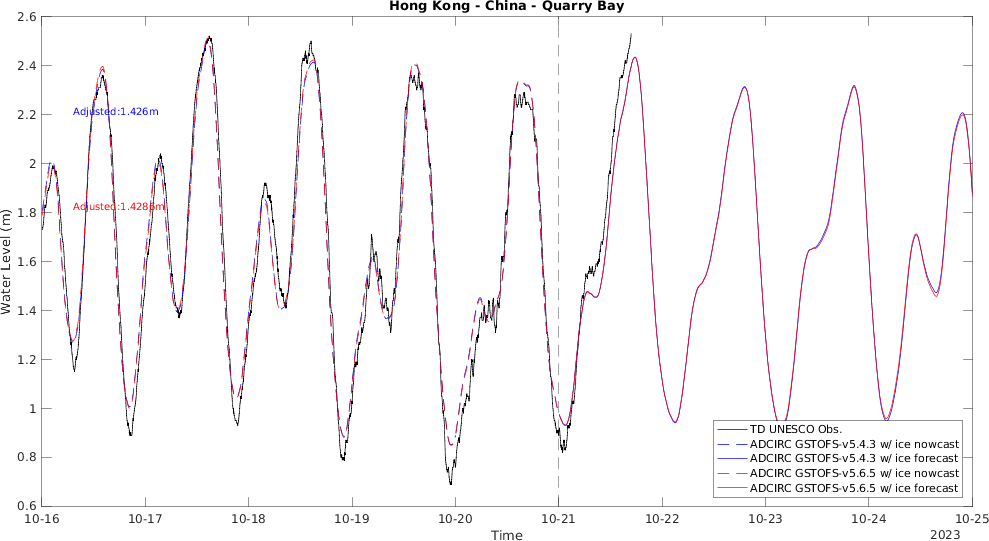 Hong Kong - China - Quarry Bay
2.6
2.4
2.2
2
1.8
1.6
1.4
1.2
1
0.8
0.6
Water Level (m)
Adjusted:1.426m
Adjusted:1.4286m
TD UNESCO Obs.
ADCIRC GSTOFS-v5.4.3 w/ ice nowcast
ADCIRC GSTOFS-v5.4.3 w/ ice forecast
ADCIRC GSTOFS-v5.6.5 w/ ice nowcast
ADCIRC GSTOFS-v5.6.5 w/ ice forecast
10-16 10-17 10-18 10-19 10-20 10-21 10-22 10-23 10-24 10-25
Time
2023